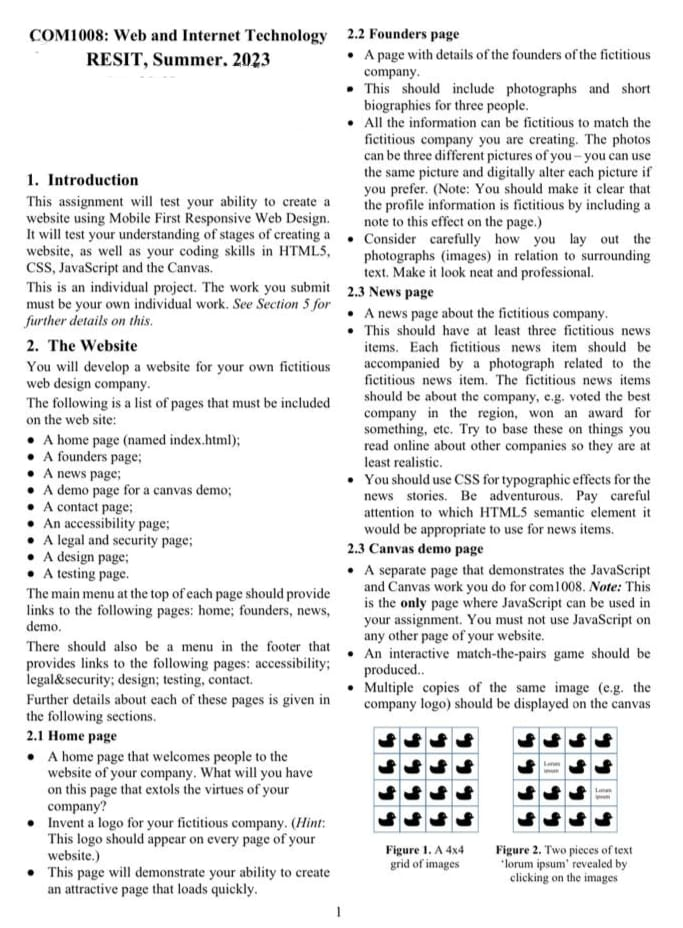 COM1008: Web and Internet Technology
RESIT, Summer. 2023
1. Introduction
This assignment will test your ability to create a
website using Mobile First Responsive Web Design.
It will test your understanding of stages of creating a
website, as well as your coding skills in HTML5,
CSS, JavaScript and the Canvas.
This is an individual project. The work you submit
must be your own individual work. See Section 5 for
further details on this.
2. The Website
You will develop a website for your own fictitious
web design company.
The following is a list of pages that must be included
on the web site:
• A home page (named index.html);
• A founders page;
• A news page;
• A demo page for a canvas demo;
• A contact page;
• An accessibility page;
• A legal and security page;
• A design page;
• A testing page.
The main menu at the top of each page should provide
links to the following pages: home; founders, news,
demo.
There should also be a menu in the footer that
provides links to the following pages: accessibility;
legal&security; design; testing, contact.
Further details about each of these pages is given in
the following sections.
2.1 Home page
• A home page that welcomes people to the
website of your company. What will you have
on this page that extols the virtues of your
company?
• Invent a logo for your fictitious company. (Hint:
This logo should appear on every page of your
website.)
• This page will demonstrate your ability to create
an attractive page that loads quickly.
2.2 Founders page
• A page with details of the founders of the fictitious
company.
• This should include photographs and short
biographies for three people.
• All the information can be fictitious to match the
fictitious company you are creating. The photos
can be three different pictures of you – you can use
the same picture and digitally alter each picture if
you prefer. (Note: You should make it clear that
the profile information is fictitious by including a
note to this effect on the page.)
• Consider carefully how you lay out the
photographs (images) in relation to surrounding
text. Make it look neat and professional.
2.3 News page
• A news page about the fictitious company.
• This should have at least three fictitious news
items. Each fictitious news item should be
accompanied by a photograph related to the
fictitious news item. The fictitious news items
should be about the company, e.g. voted the best
company in the region, won an award for
something, etc. Try to base these on things you
read online about other companies so they are at
least realistic.
• You should use CSS for typographic effects for the
news stories. Be adventurous. Pay careful
attention to which HTML5 semantic element it
would be appropriate to use for news items.
2.3 Canvas demo page
• A separate page that demonstrates the JavaScript
and Canvas work you do for com1008. Note: This
is the only page where JavaScript can be used in
your assignment. You must not use JavaScript on
any other page of your website.
• An interactive match-the-pairs game should be
produced..
• Multiple copies of the same image (e.g. the
company logo) should be displayed on the canvas
Lorum
ipsum
Lorum
ipsum
Figure 1. A 4x4
grid of images
Figure 2. Two pieces of text
'lorum ipsum' revealed by
clicking on the images
1